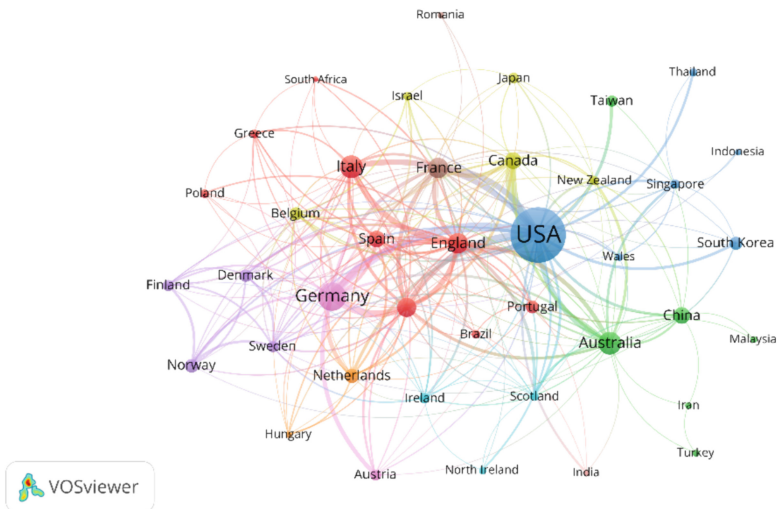 Romania
South Africa
Israel
Japan
Thailand
Taiwan
Greece
Italy
France
Canada
Indonesia
New Zealand
Singapore
Poland
Belgium
Spain
England
USA
South Korea
Wales
Finland
Denmark
Germany
Portugal
China
Brazil
Australia
Malaysia
Sweden
Norway
Netherlands
Ireland
Scotland
Iran
Hungary
Turkey
Austria
North Ireland
India
VOSviewer